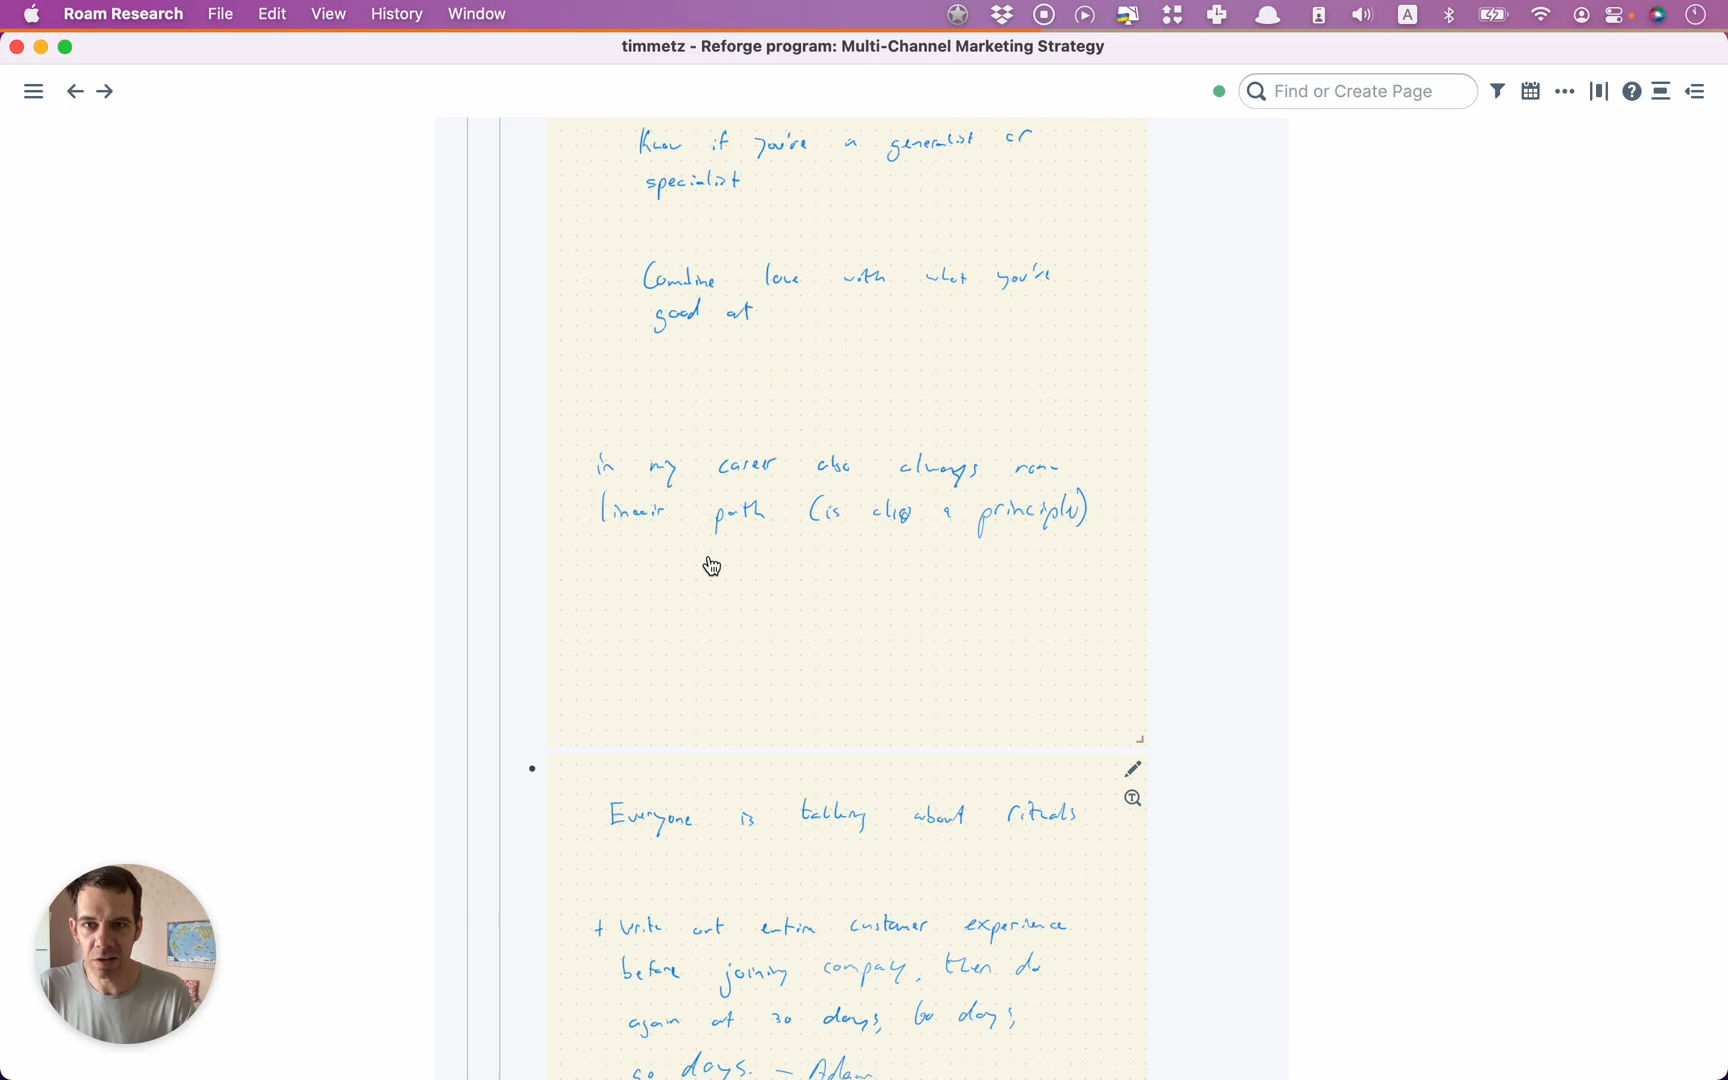 Roam Research File Edit View History Window
A
timmetz - Reforge program: Multi-Channel Marketing Strategy
Find or Create Page
Know if you're a generalist or
specialist
Combine love with what you're
good at
in my career also always non-
lineair path (is also a principle)
Everyone is talking about rituals
+ Write out entire customer experience
before joining company, then do
again at 30 days, 60 days,
90 days. - Adam